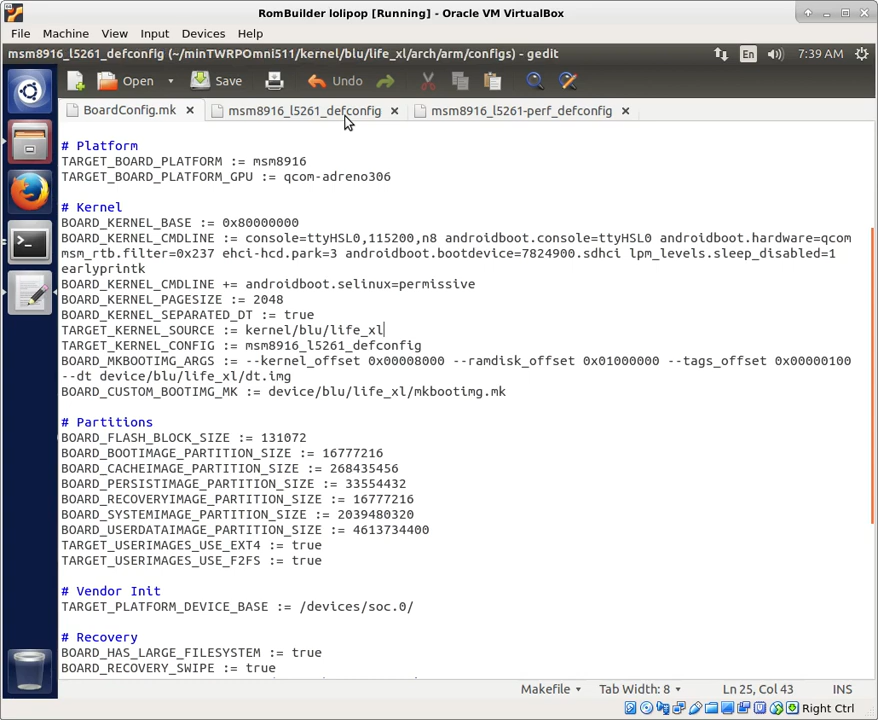 RomBuilder lolipop [Running] - Oracle VM VirtualBox
File Machine View Input Devices Help
msm8916_l5261_defconfig (~/minTWRPOmni511/kernel/blu/life_xl/arch/arm/configs) - gedit
En
7:39 AM
Open
Save
Undo
BoardConfig.mk
msm8916_l5261_defconfig
msm8916_l5261-perf_defconfig
# Platform
TARGET_BOARD_PLATFORM := msm8916
TARGET_BOARD_PLATFORM_GPU := qcom-adreno306
# Kernel
BOARD_KERNEL_BASE := 0x80000000
BOARD_KERNEL_CMDLINE := console=ttyHSL0,115200,n8 androidboot.console=ttyHSL0 androidboot.hardware=qcom
msm_rtb.filter=0x237 ehci-hcd.park=3 androidboot.bootdevice=7824900.sdhci lpm_levels.sleep_disabled=1
earlyprintk
BOARD_KERNEL_CMDLINE += androidboot.selinux=permissive
BOARD_KERNEL_PAGESIZE := 2048
BOARD_KERNEL_SEPARATED_DT := true
TARGET_KERNEL_SOURCE := kernel/blu/life_xl
TARGET_KERNEL_CONFIG := msm8916_l5261_defconfig
BOARD_MKBOOTIMG_ARGS := --kernel_offset 0x00008000 --ramdisk_offset 0x01000000 --tags_offset 0x00000100
--dt device/blu/life_xl/dt.img
BOARD_CUSTOM_BOOTIMG_MK := device/blu/life_xl/mkbootimg.mk
# Partitions
BOARD_FLASH_BLOCK_SIZE := 131072
BOARD_BOOTIMAGE_PARTITION_SIZE := 16777216
BOARD_CACHEIMAGE_PARTITION_SIZE := 268435456
BOARD_PERSISTIMAGE_PARTITION_SIZE := 33554432
BOARD_RECOVERYIMAGE_PARTITION_SIZE := 16777216
BOARD_SYSTEMIMAGE_PARTITION_SIZE := 2039480320
BOARD_USERDATAIMAGE_PARTITION_SIZE := 4613734400
TARGET_USERIMAGES_USE_EXT4 := true
TARGET_USERIMAGES_USE_F2FS := true
# Vendor Init
TARGET_PLATFORM_DEVICE_BASE := /devices/soc.0/
# Recovery
BOARD_HAS_LARGE_FILESYSTEM := true
BOARD_RECOVERY_SWIPE := true
Makefile
Tab Width: 8
Ln 25, Col 43
INS
Right Ctrl